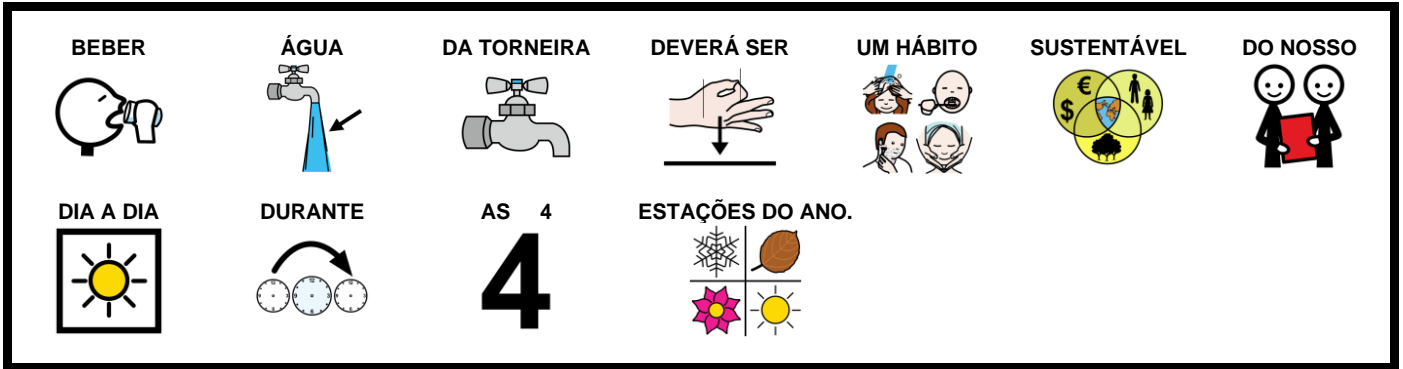 BEBER ÁGUA DA TORNEIRA DEVERÁ SER UM HÁBITO SUSTENTÁVEL DO NOSSO
€
$
DIA A DIA DURANTE AS 4 ESTAÇÕES DO ANO.
4